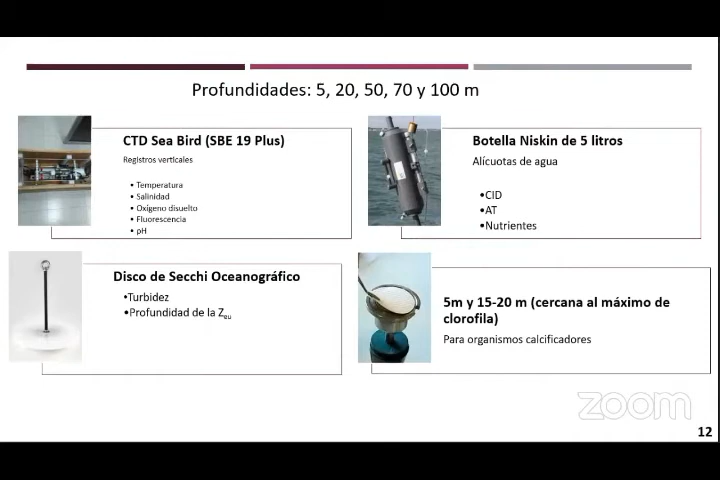 Profundidades: 5, 20, 50, 70 y 100 m
CTD Sea Bird (SBE 19 Plus)
Registros verticales
• Temperatura
• Salinidad
• Oxigeno disuelto
• Fluorescencia
• pH
Botella Niskin de 5 litros
Alícuotas de agua
•CID
•AT
•Nutrientes
Disco de Secchi Oceanográfico
•Turbidez
•Profundidad de la Zeu
5m y 15-20 m (cercana al máximo de
clorofila)
Para organismos calcificadores
zoom
12